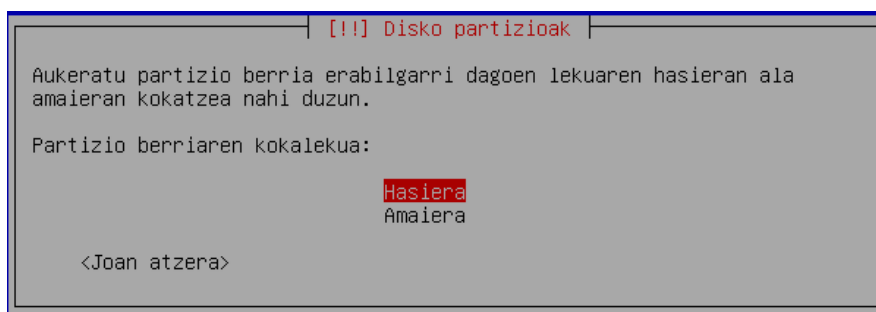 [!!] Disko partizioak
Aukeratu partizio berria erabilgarri dagoen lekuaren hasieran ala
amaieran kokatzea nahi duzun.
Partizio berriaren kokalekua:
Hasiera
Amaiera
<Joan atzera>